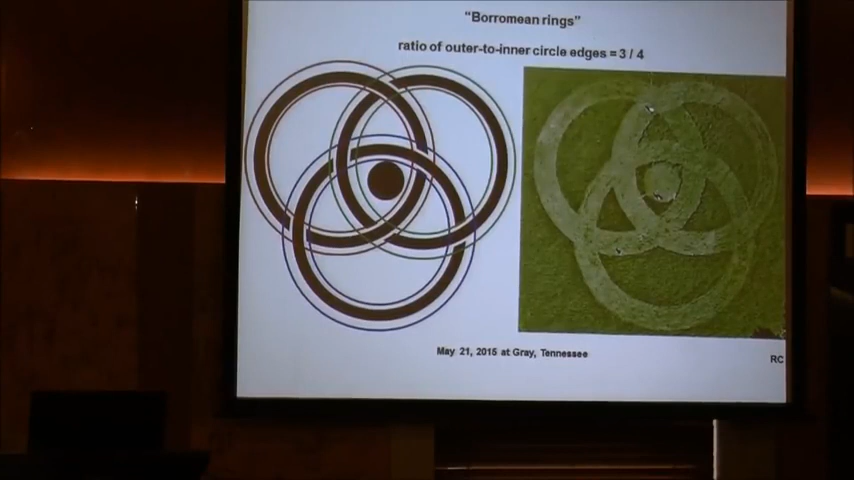 “Borromean rings”
ratio of outer-to-inner circle edges = 3 / 4
May 21, 2015 at Gray, Tennessee
RC